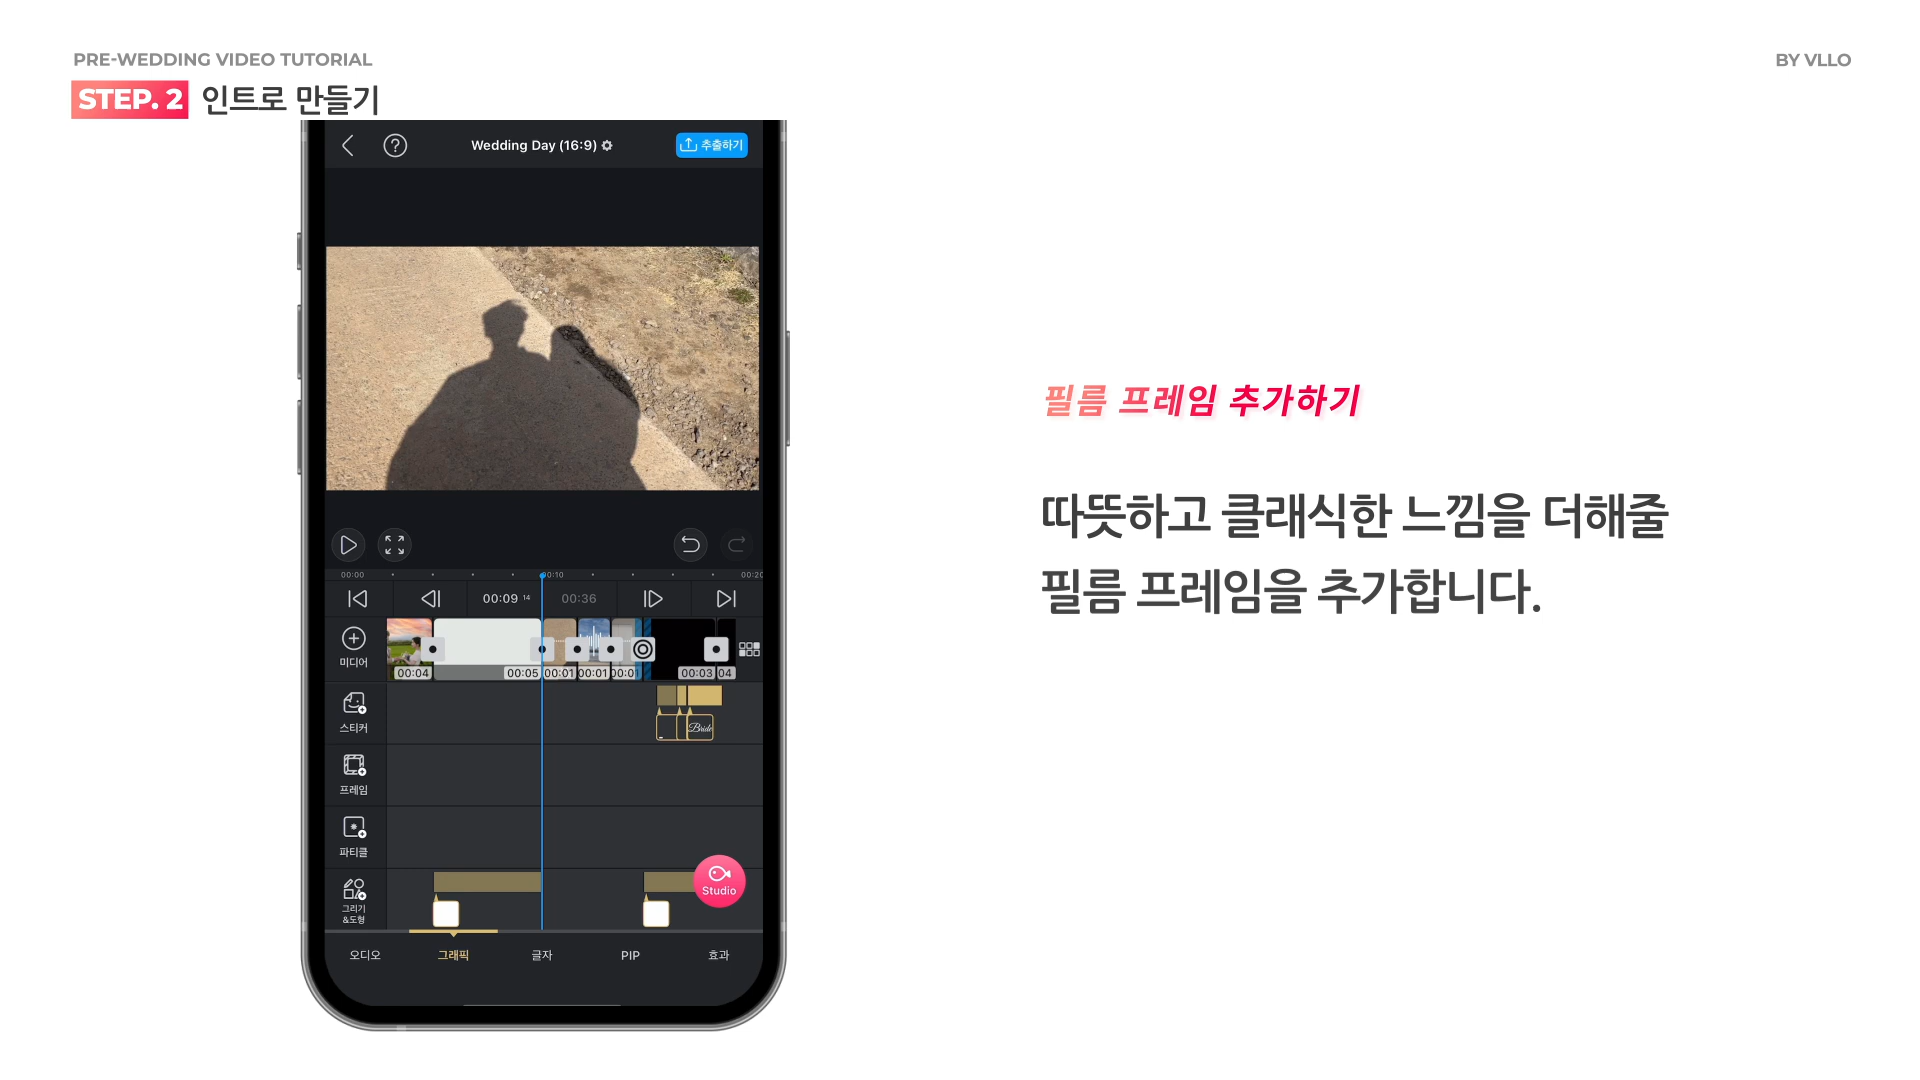 PRE-WEDDING VIDEO TUTORIAL
BY VLLO
STEP. 2 인트로 만들기
Wedding Day (16:9)
추출하기
필름 프레임 추가하기
따뜻하고 클래식한 느낌을 더해줄
필름 프레임을 추가합니다.
00:00
00:10
00:09 14
00:36
미디어
00:04
00:05
00:01
00:01
00:01
00:03
04
스티커
Bride
프레임
파티클
그리기
&도형
Studio
오디오
그래픽
글자
PIP
효과